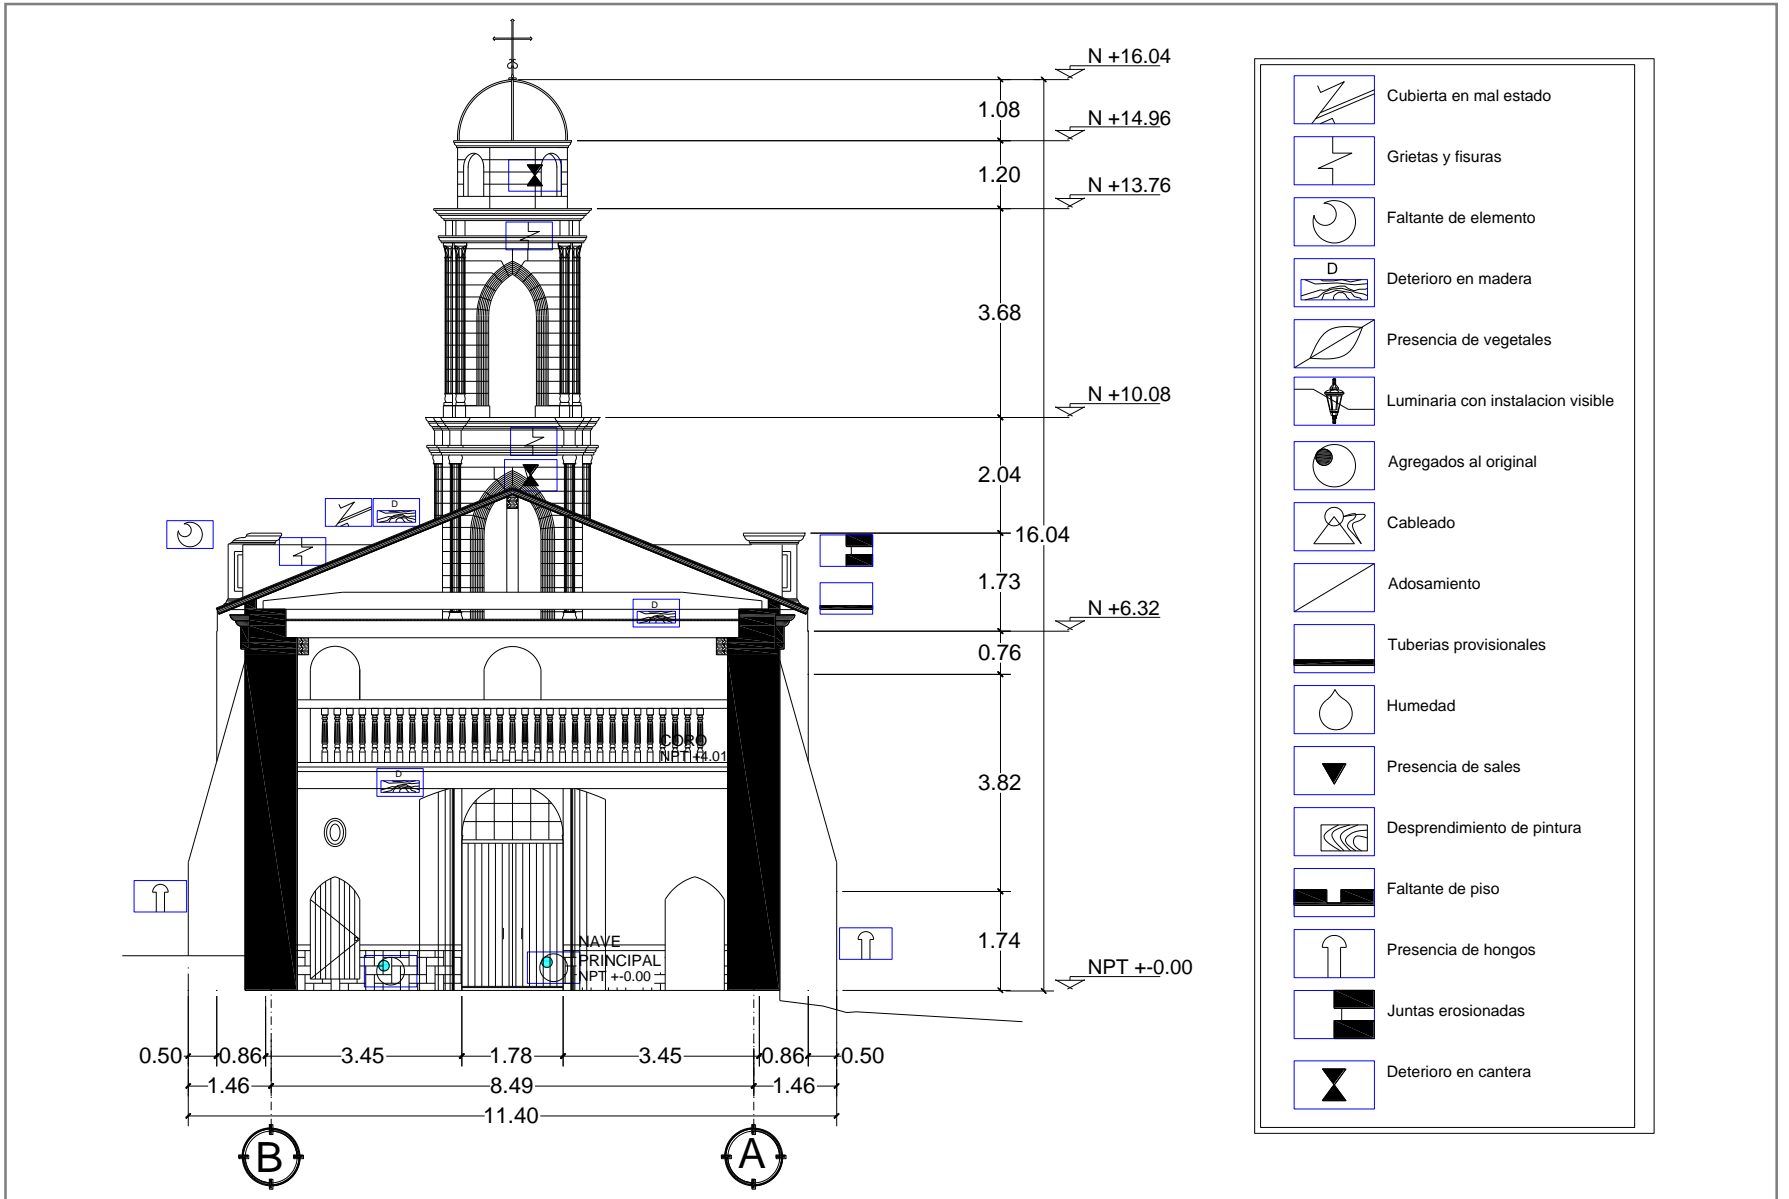 N +16.04
1.08
N +14.96
1.20
N +13.76
3.68
N +10.08
2.04
16.04
1.73
N +6.32
0.76
3.82
1.74
NPT +-0.00
D
D
D
CORO
NPT +4.01
NAVE
PRINCIPAL
NPT +-0.00
0.50 0.86 3.45 1.78 3.45 0.86 0.50
1.46 8.49 1.46
11.40
B A
Cubierta en mal estado
Grietas y fisuras
Faltante de elemento
D
Deterioro en madera
Presencia de vegetales
Luminaria con instalacion visible
Agregados al original
Cableado
Adosamiento
Tuberias provisionales
Humedad
Presencia de sales
Desprendimiento de pintura
Faltante de piso
Presencia de hongos
Juntas erosionadas
Deterioro en cantera